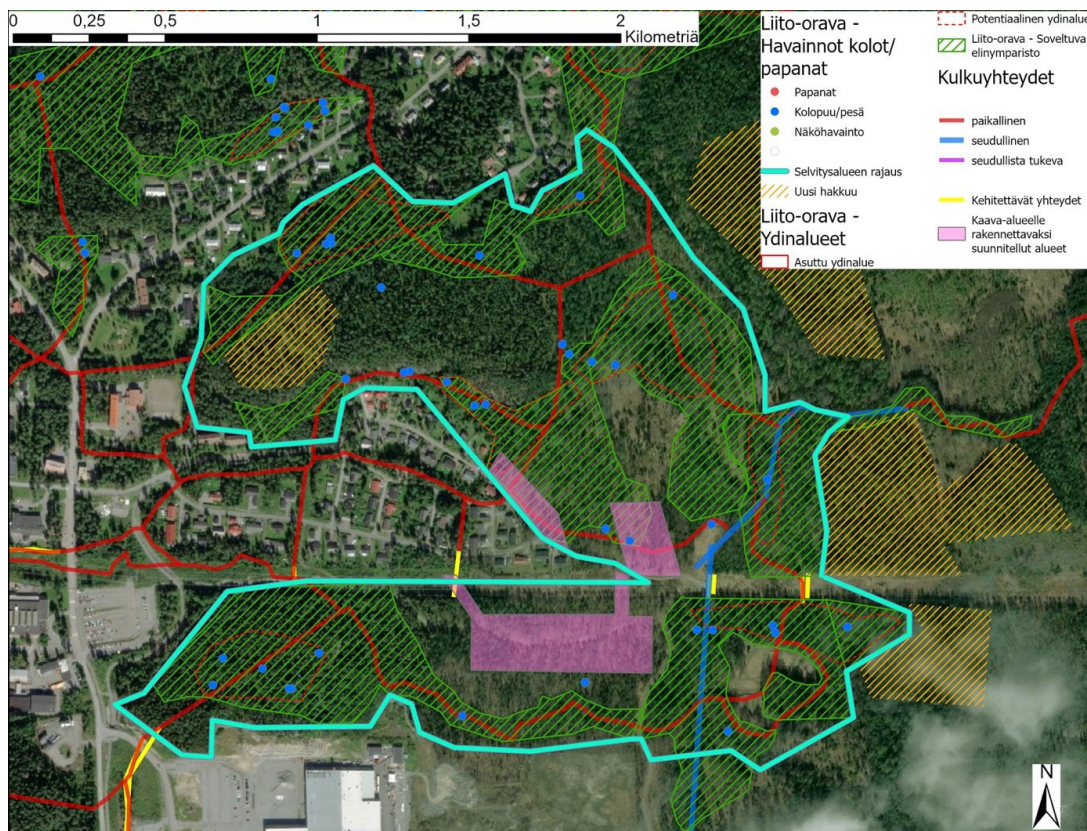 0 0,25 0,5 1 1,5 2
Kilometriä
Liito-orava -
Havainnot kolot/
papanat
Papanat
Kolopuu/pesä
Näköhavainto
Selvitysalueen rajaus
Uusi hakkuu
Liito-orava -
Ydinalueet
Asuttu ydinalue
Potentiaalinen ydinalue
Liito-orava - Soveltuva
elinymparisto
Kulkuyhteydet
paikallinen
seudullinen
seudullista tukeva
Kehitettävät yhteydet
Kaava-alueelle
rakennettavaksi
suunnitellut alueet
N